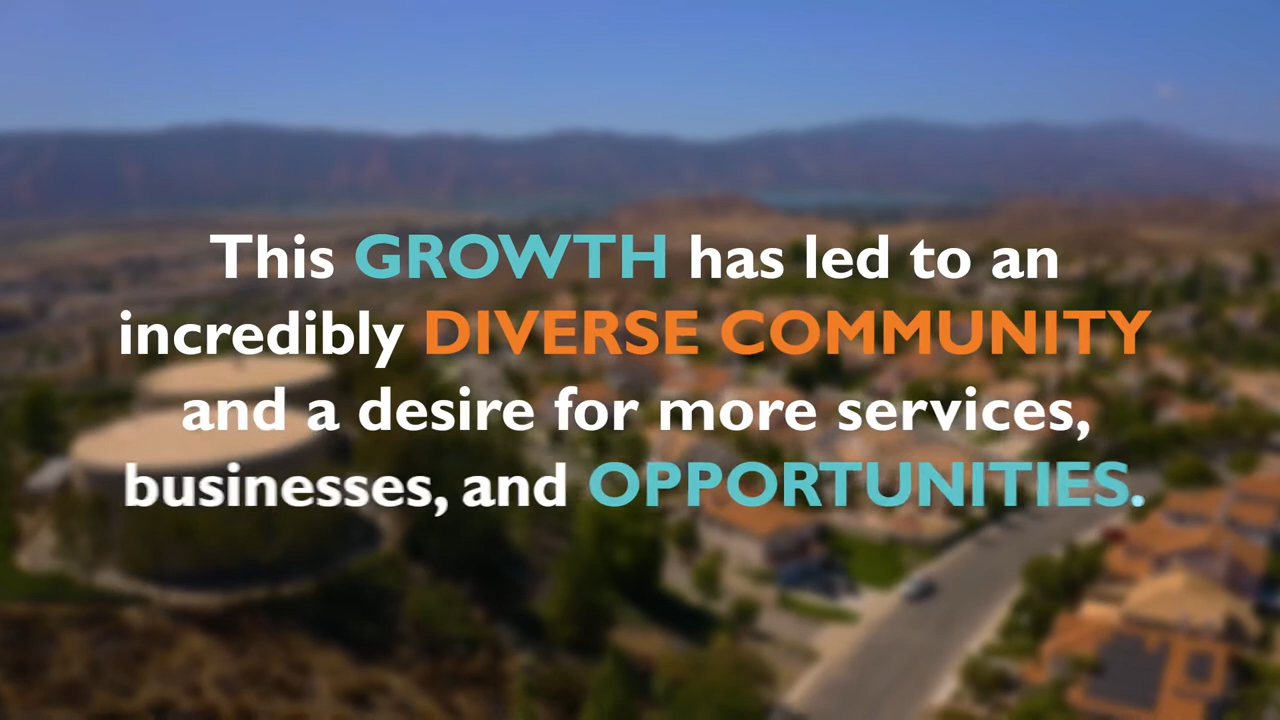 This GROWTH has led to an
incredibly DIVERSE COMMUNITY
and a desire for more services,
businesses, and OPPORTUNITIES.